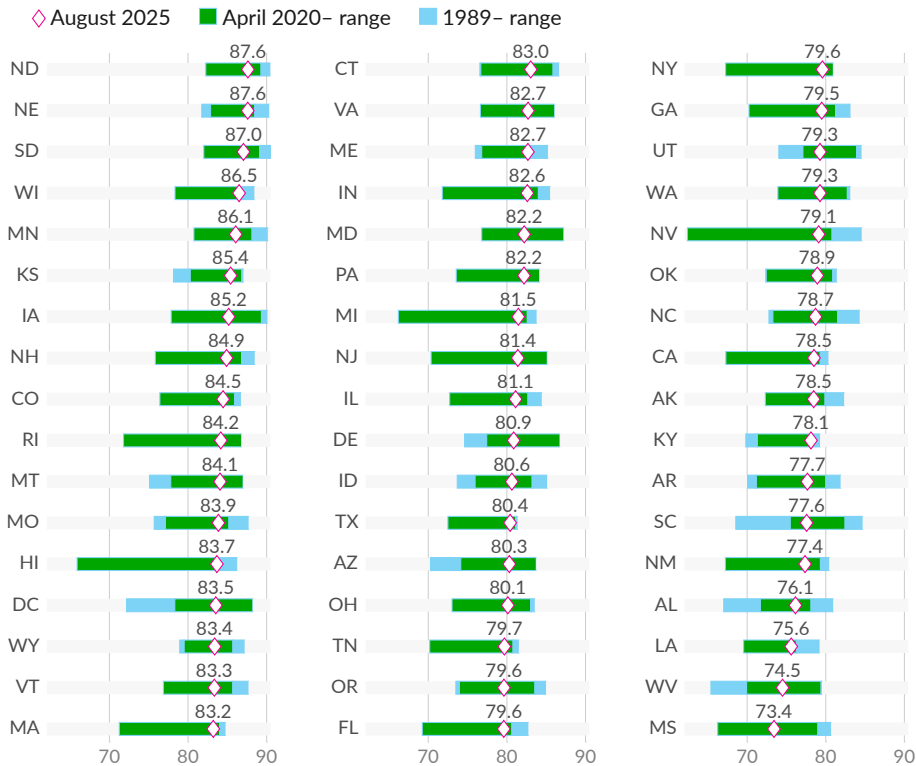 August 2025 April 2020– range 1989– range
87.6 83.0 79.6
ND CT NY
87.6 82.7 79.5
NE VA GA
87.0 82.7 79.3
SD ME UT
86.5 82.6 79.3
WI IN WA
86.1 82.2 79.1
MN MD NV
85.4 82.2 78.9
KS PA OK
85.2 81.5 78.7
IA MI NC
84.9 81.4 78.5
NH NJ CA
84.5 81.1 78.5
CO IL AK
84.2 80.9 78.1
RI DE KY
84.1 80.6 77.7
MT ID AR
83.9 80.4 77.6
MO TX SC
83.7 80.3 77.4
HI AZ NM
83.5 80.1 76.1
DC OH AL
83.4 79.7 75.6
WY TN LA
83.3 79.6 74.5
VT OR WV
83.2 79.6 73.4
MA FL MS
70 80 90 70 80 90 70 80 90